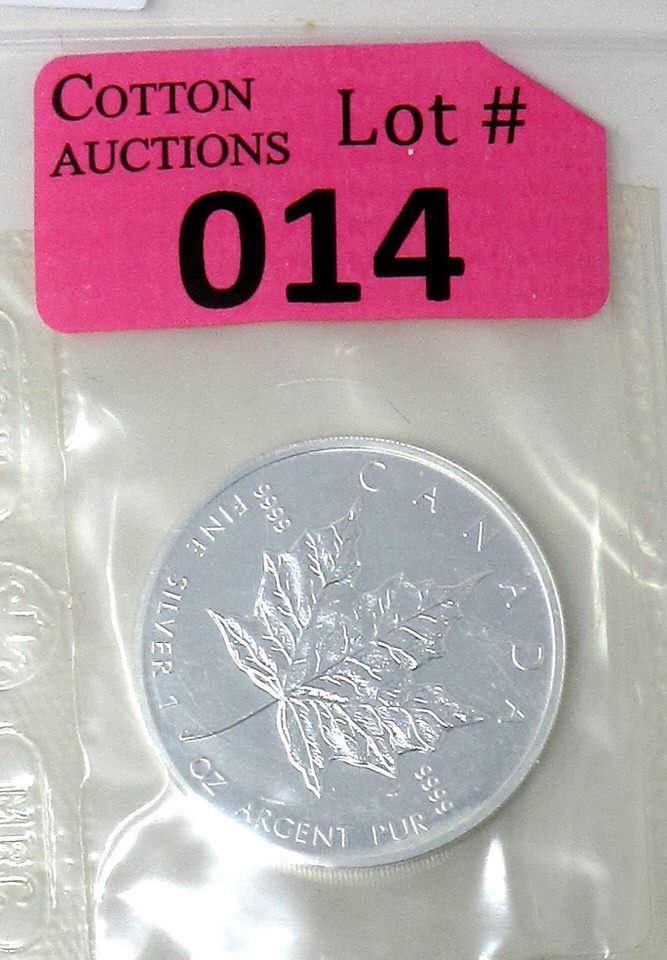 COTTON
AUCTIONS
Lot #
014
CANADA
9999
FINE SILVER 1 OZ ARGENT PUR
9999